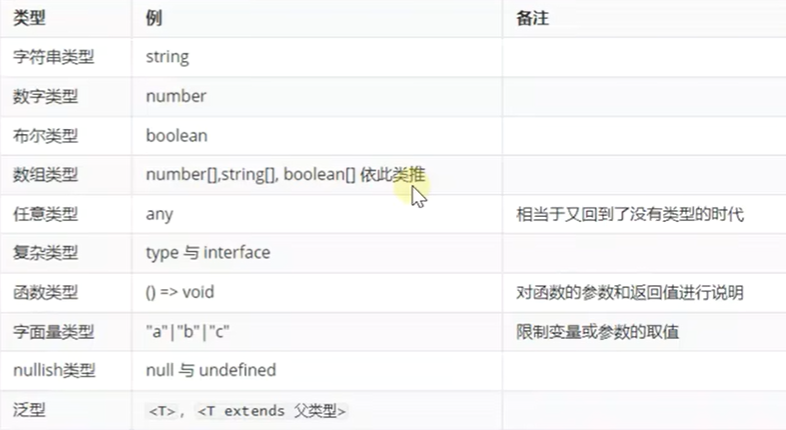 类型 例 备注
字符串类型 string
数字类型 number
布尔类型 boolean
数组类型 number[],string[], boolean[] 依此类推
任意类型 any 相当于又回到了没有类型的时代
复杂类型 type 与 interface
函数类型 () => void 对函数的参数和返回值进行说明
字面量类型 "a"|"b"|"c" 限制变量或参数的取值
nullish类型 null 与 undefined
泛型 <T>, <T extends 父类型>